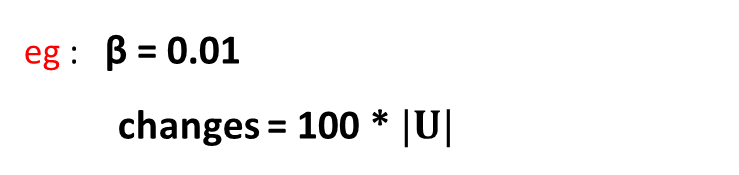 eg : β = 0.01
changes = 100 * |U|